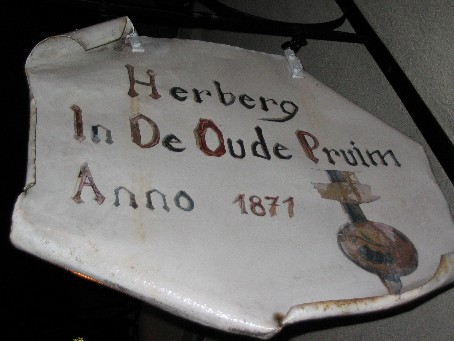 Herberg
In De Oude Pruim
Anno 1871